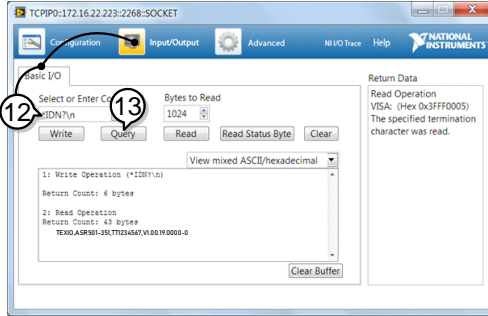 TCPIP0::172.16.22.223::2268::SOCKET
Configuration Input/Output Advanced NI I/O Trace Help NATIONAL INSTRUMENTS
Basic I/O
Return Data
Select or Enter Co
Bytes to Read
12
13
*IDN?\n
1024
Write Query Read Read Status Byte Clear
View mixed ASCII/hexadecimal
1: Write Operation (*IDN?\n)
Return Count: 6 bytes
2: Read Operation
Return Count: 43 bytes
TEXIO,ASR501-351,TT1234567,V1.00.19.0000-0
Clear Buffer
Read Operation
VISA: (Hex 0x3FFF0005)
The specified termination
character was read.